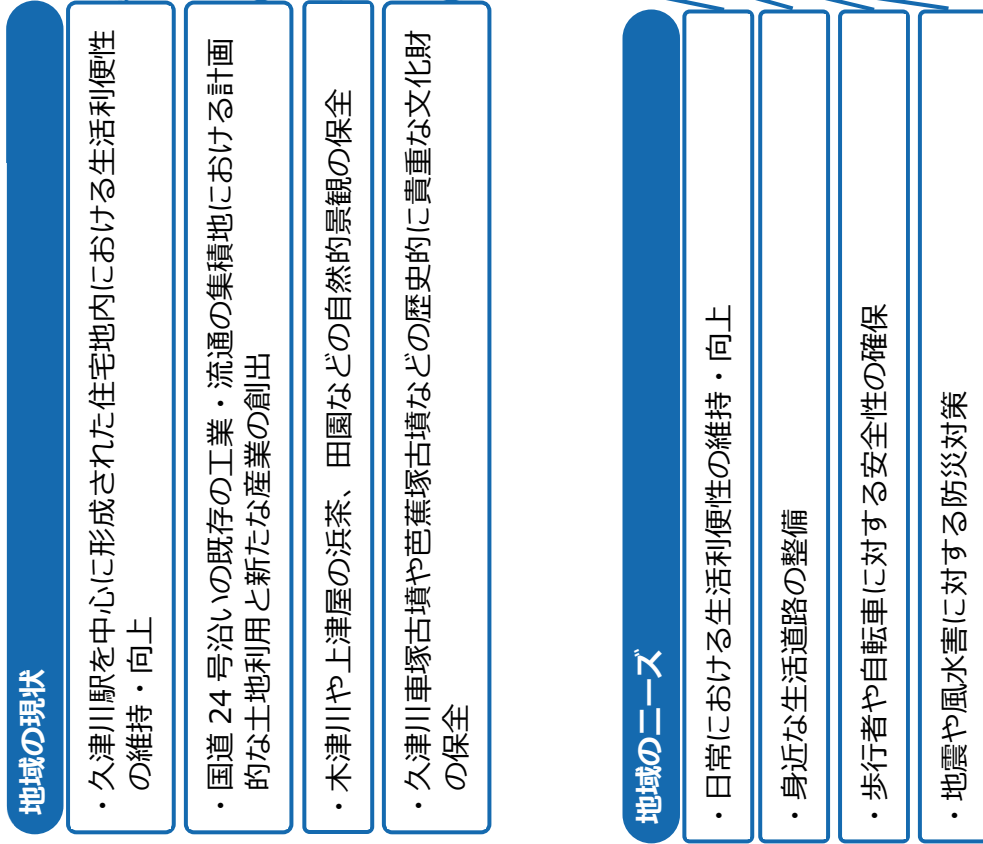 地域の現状
・久津川駅を中心に形成された住宅地内における生活利便性
の維持・向上
・国道 24 号沿いの既存の工業・流通の集積地における計画
的な土地利用と新たな産業の創出
・木津川や上津屋の浜茶、田園などの自然的景観の保全
・久津川車塚古墳や芭蕉塚古墳などの歴史的に貴重な文化財
の保全
地域のニーズ
・日常における生活利便性の維持・向上
・身近な生活道路の整備
・歩行者や自転車に対する安全性の確保
・地震や風水害に対する防災対策